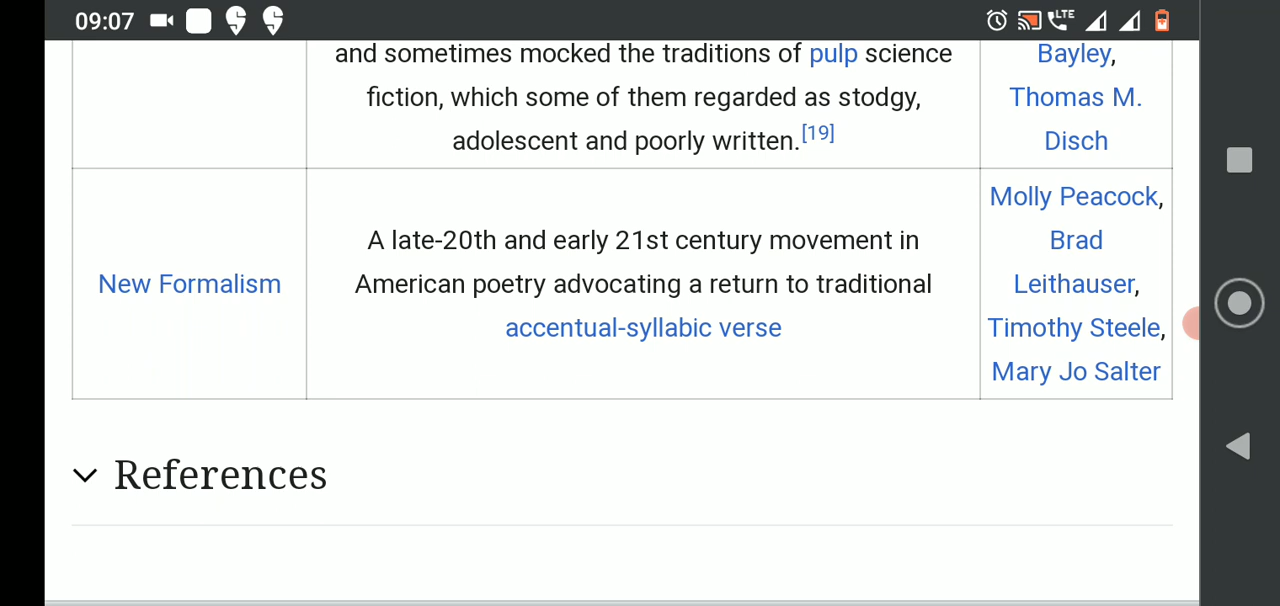 09:07
LTE
and sometimes mocked the traditions of pulp science
fiction, which some of them regarded as stodgy,
adolescent and poorly written.[19]
Bayley,
Thomas M.
Disch
New Formalism
A late-20th and early 21st century movement in
American poetry advocating a return to traditional
accentual-syllabic verse
Molly Peacock,
Brad
Leithauser,
Timothy Steele,
Mary Jo Salter
References